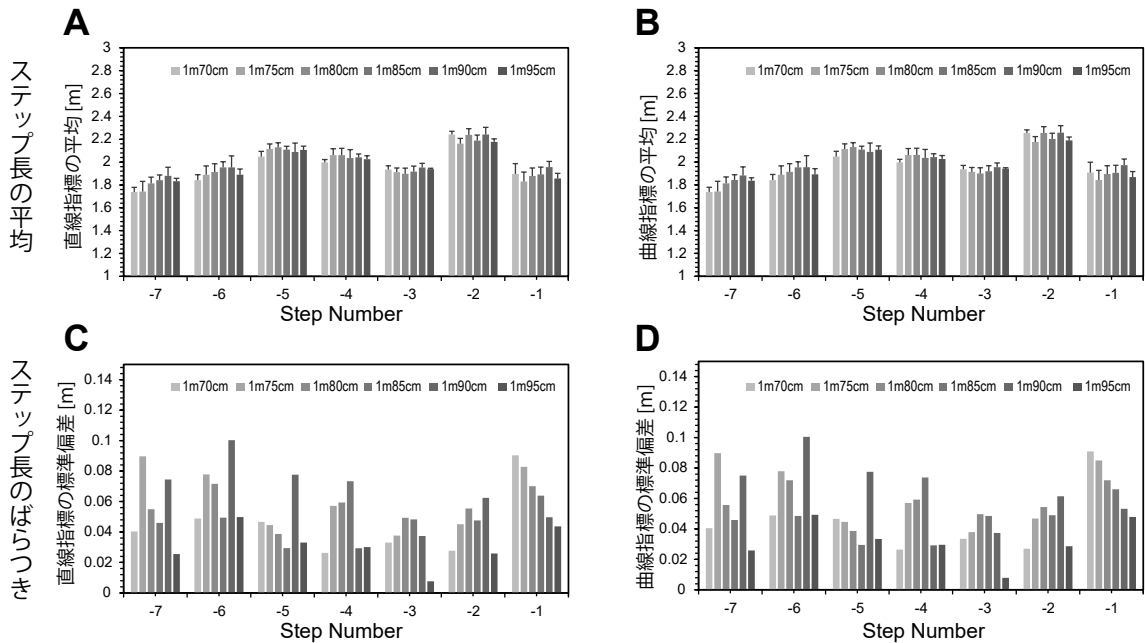 A
ステップ長の平均
直線指標の平均 [m]
3
2.8
2.6
2.4
2.2
2
1.8
1.6
1.4
1.2
1
1m70cm 1m75cm 1m80cm 1m85cm 1m90cm 1m95cm
-7 -6 -5 -4 -3 -2 -1
Step Number
B
曲線指標の平均 [m]
3
2.8
2.6
2.4
2.2
2
1.8
1.6
1.4
1.2
1
1m70cm 1m75cm 1m80cm 1m85cm 1m90cm 1m95cm
-7 -6 -5 -4 -3 -2 -1
Step Number
C
ステップ長のばらつき
直線指標の標準偏差 [m]
0.14
0.12
0.1
0.08
0.06
0.04
0.02
0
1m70cm 1m75cm 1m80cm 1m85cm 1m90cm 1m95cm
-7 -6 -5 -4 -3 -2 -1
Step Number
D
曲線指標の標準偏差 [m]
0.14
0.12
0.1
0.08
0.06
0.04
0.02
0
1m70cm 1m75cm 1m80cm 1m85cm 1m90cm 1m95cm
-7 -6 -5 -4 -3 -2 -1
Step Number